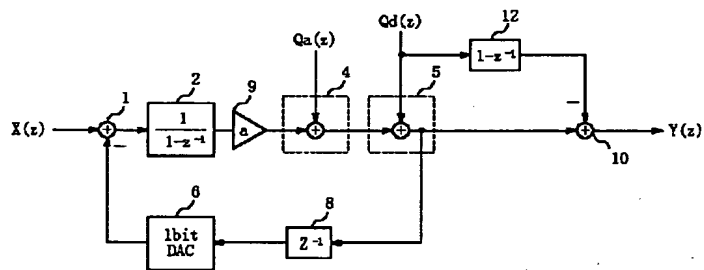 Qa(z)
Qd(z)
12
1-z⁻¹
1
2
9
4
5
X(z)
1
1-z⁻¹
a
+
+
+
+
−
−
Y(z)
10
6
1bit
DAC
8
Z⁻¹